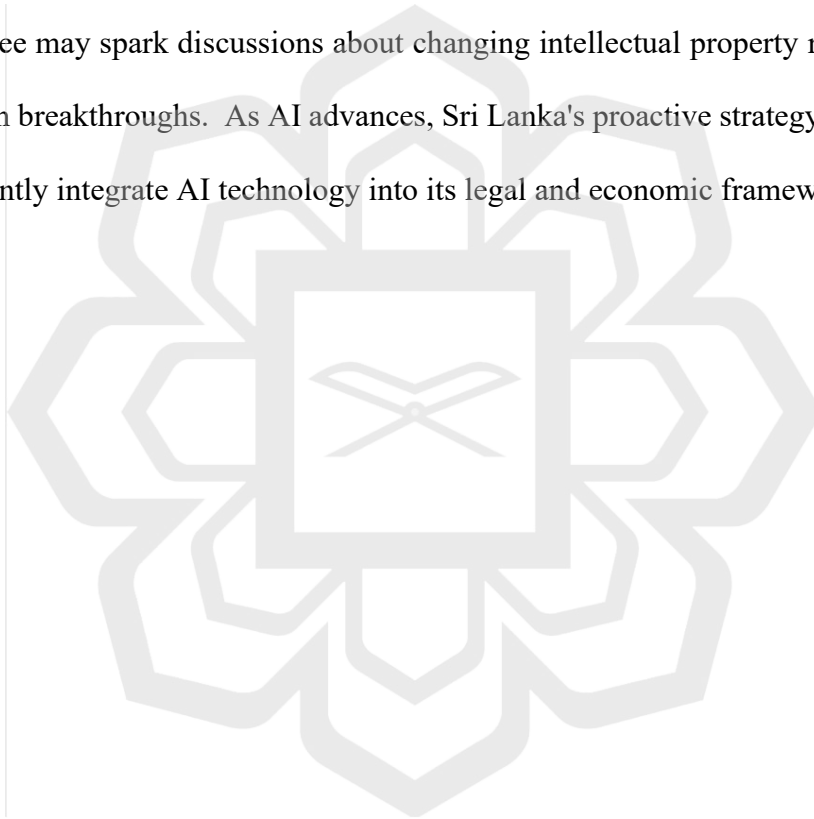 ee may spark discussions about changing intellectual property
breakthroughs.  As AI advances, Sri Lanka's proactive strategy
ntly integrate AI technology into its legal and economic framew